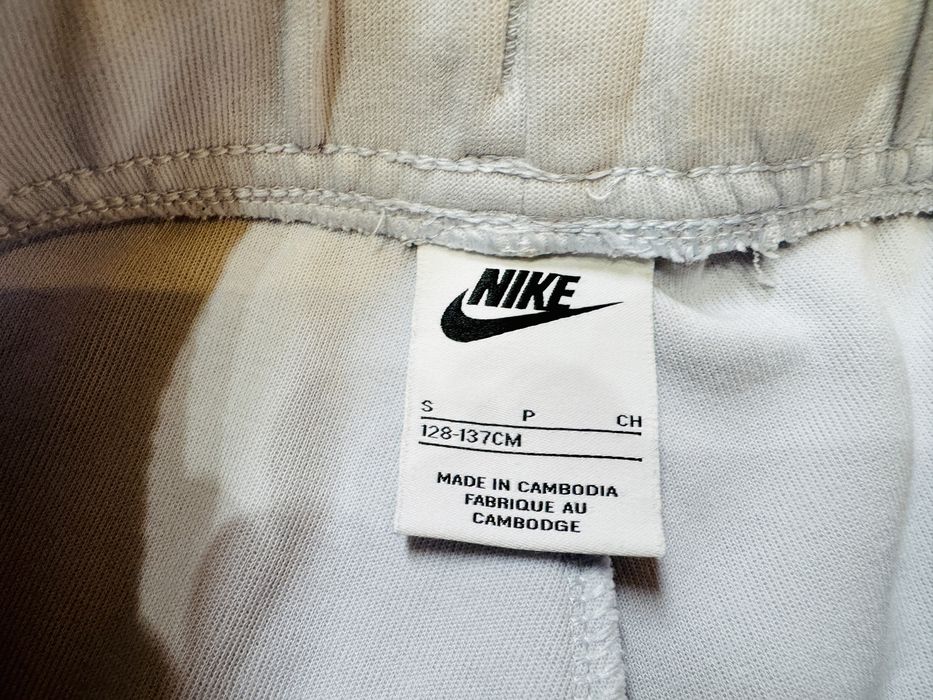 NIKE
S P CH
128-137CM
MADE IN CAMBODIA
FABRIQUE AU
CAMBODGE